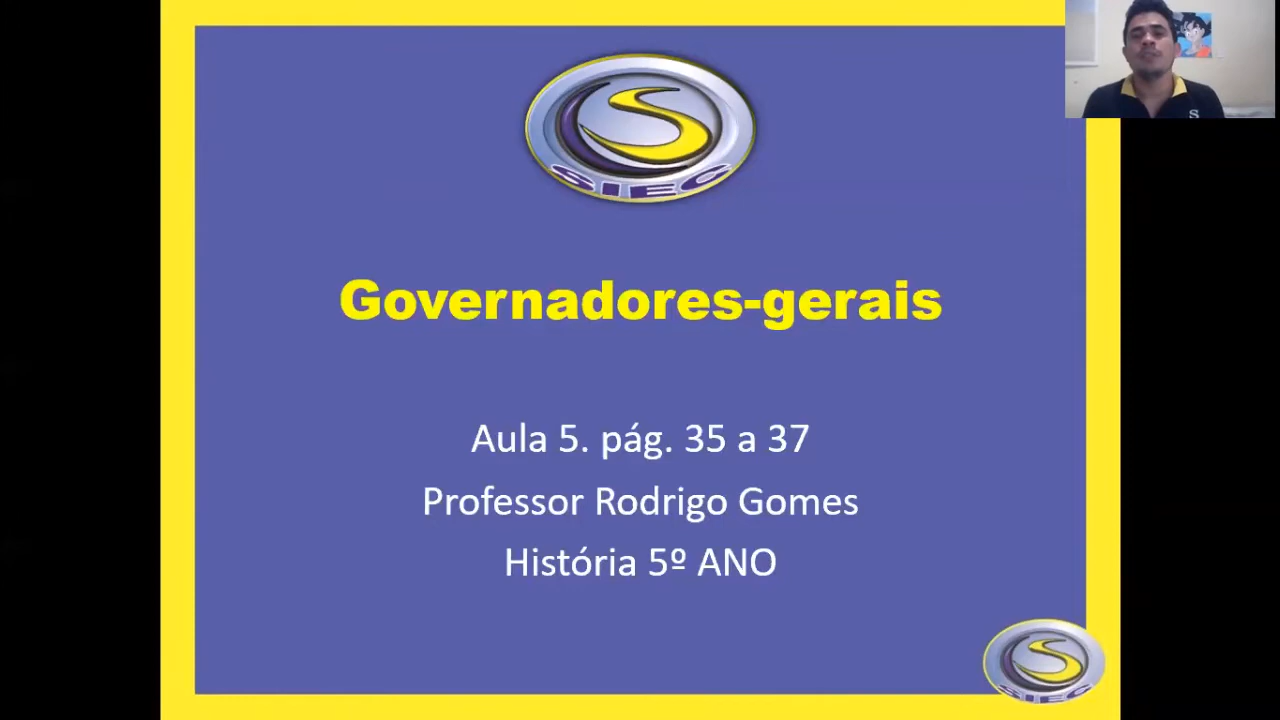 SIEC
S
Governadores-gerais
Aula 5. pág. 35 a 37
Professor Rodrigo Gomes
História 5º ANO
SIEC